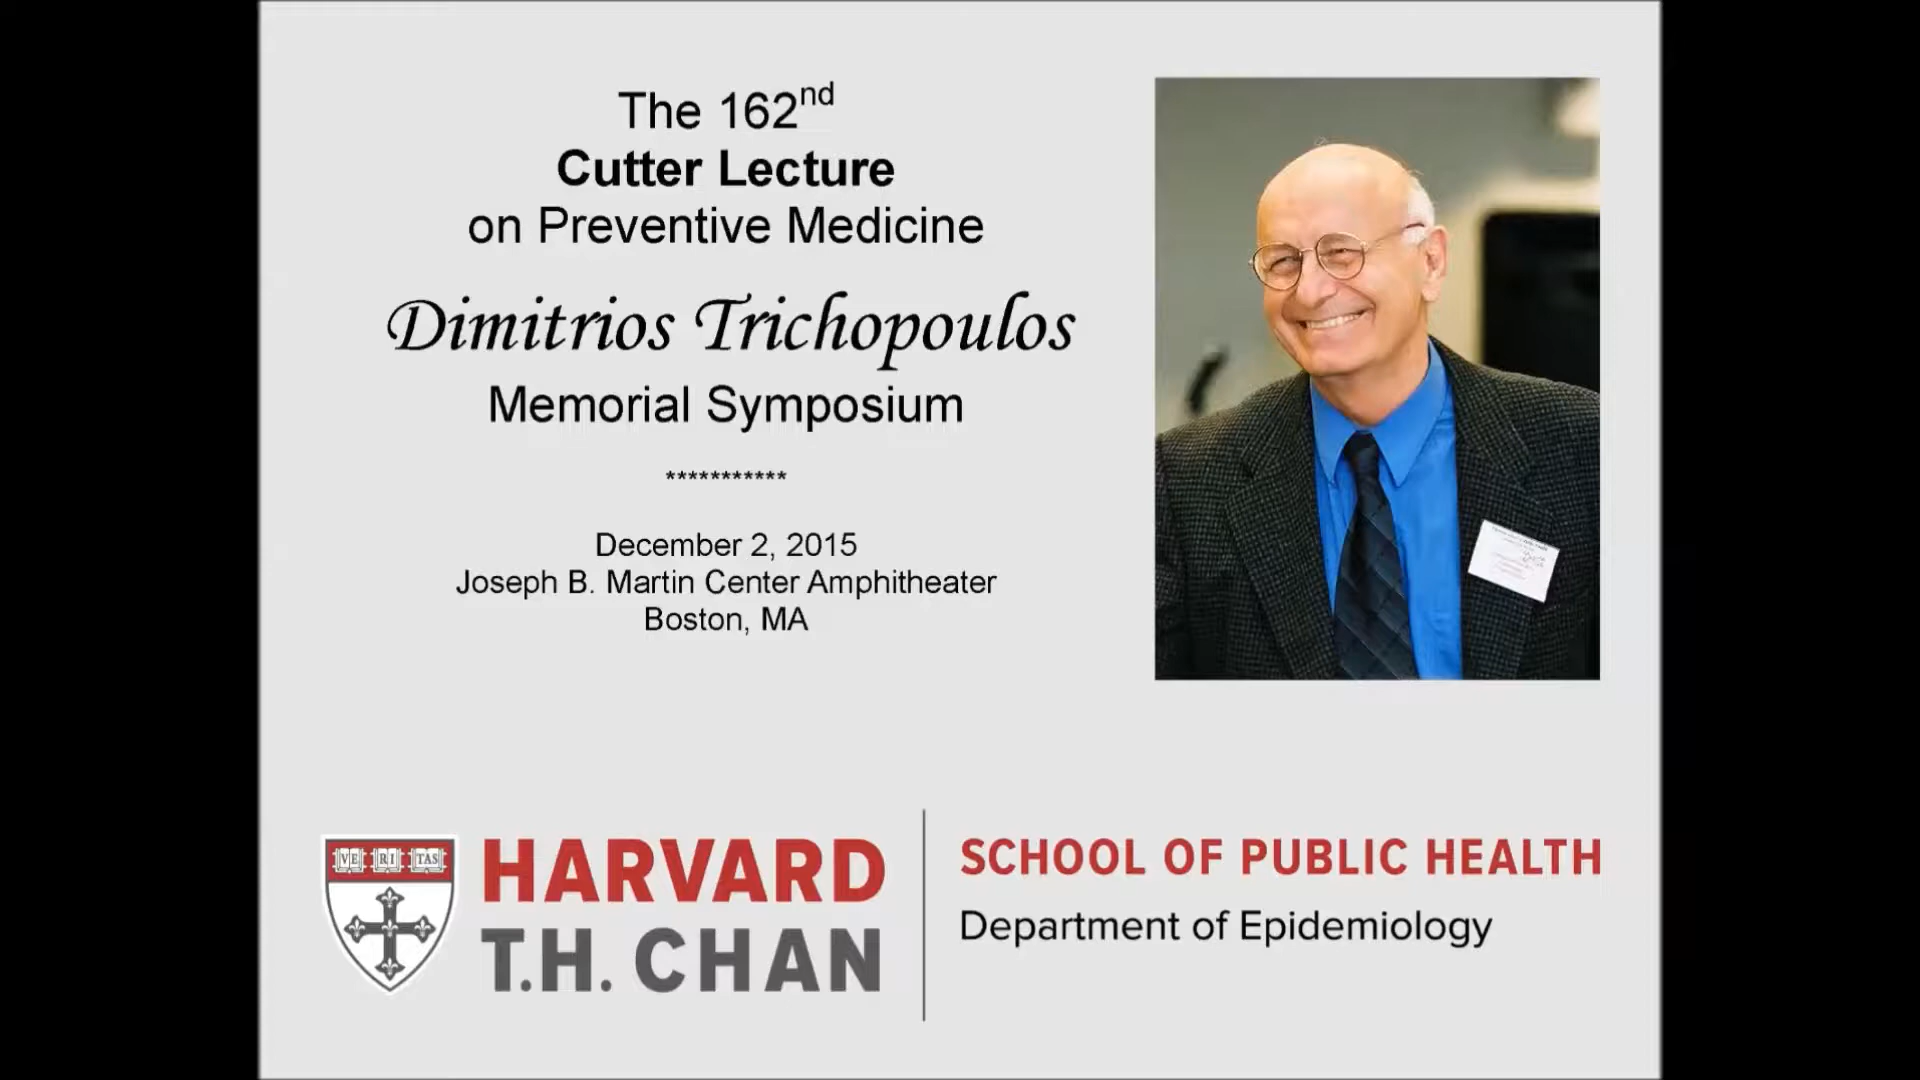 The 162nd
Cutter Lecture
on Preventive Medicine
Dimitrios Trichopoulos
Memorial Symposium
***********
December 2, 2015
Joseph B. Martin Center Amphitheater
Boston, MA
VE RI TAS
HARVARD
T.H. CHAN
SCHOOL OF PUBLIC HEALTH
Department of Epidemiology